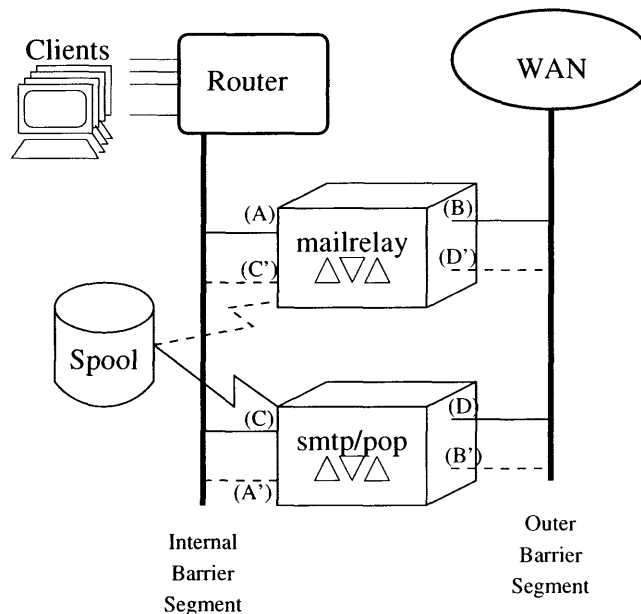 Clients
Router
WAN
(A)
(B)
mailrelay
(C')
(D')
Spool
(C)
(D)
smtp/pop
(A')
(B')
Internal
Barrier
Segment
Outer
Barrier
Segment